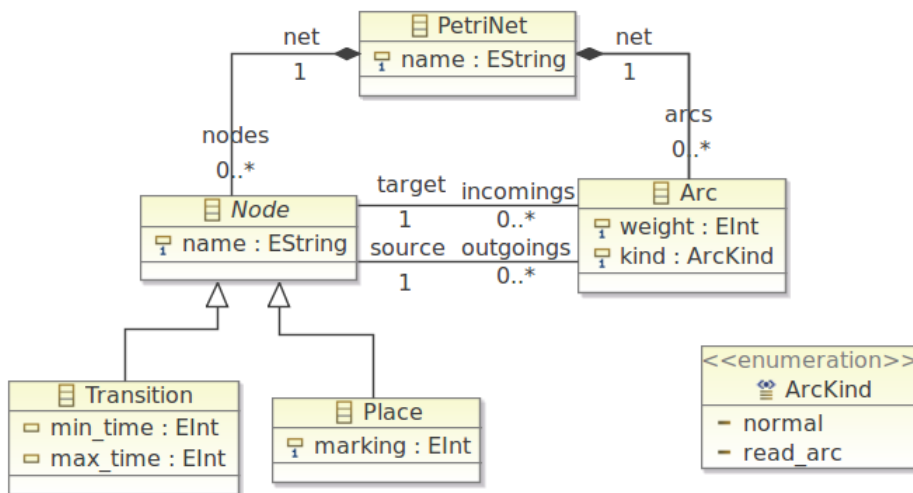 PetriNet
name : EString
net
1
net
1
nodes
0..*
arcs
0..*
Node
name : EString
target
1
incomings
0..*
source
1
outgoings
0..*
Arc
weight : EInt
kind : ArcKind
Transition
min_time : EInt
max_time : EInt
Place
marking : EInt
<<enumeration>>
ArcKind
normal
read_arc